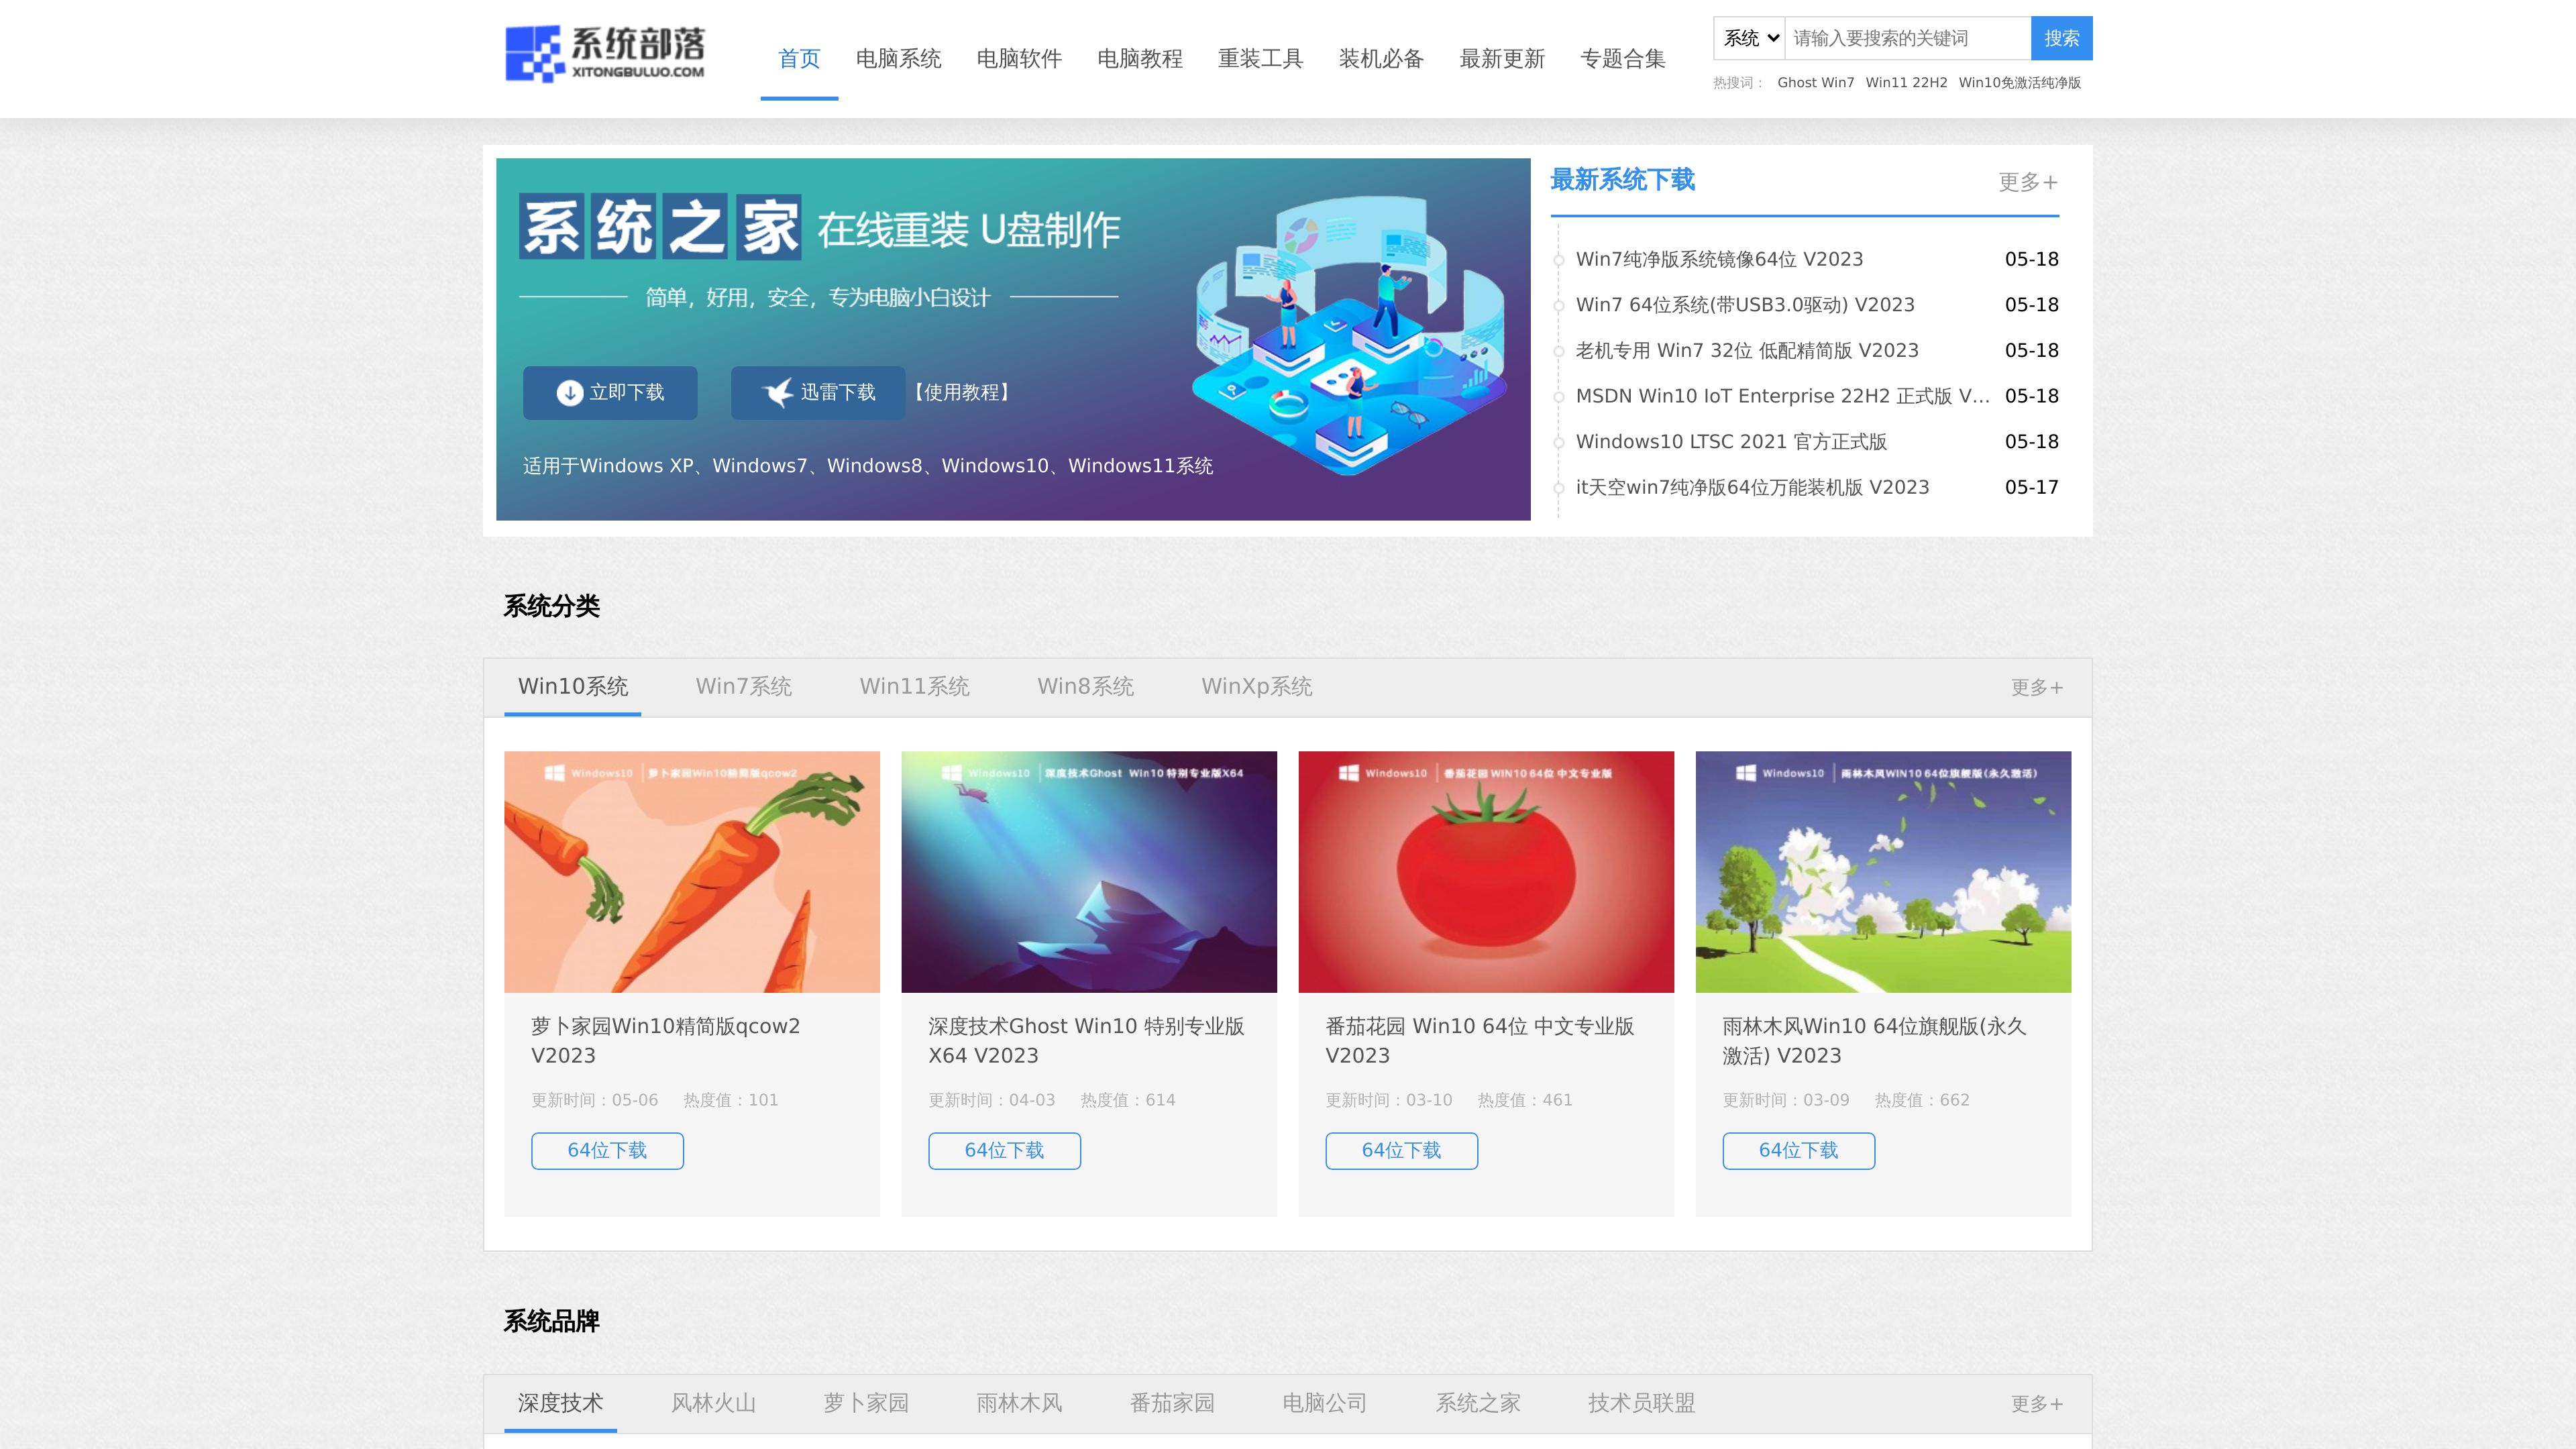 系统部落
XITONGBULUO.COM
首页 电脑系统 电脑软件 电脑教程 重装工具 装机必备 最新更新 专题合集
系统 请输入要搜索的关键词 搜索
热搜词： Ghost Win7 Win11 22H2 Win10免激活纯净版
系统之家 在线重装 U盘制作
简单，好用，安全，专为电脑小白设计
立即下载 迅雷下载 【使用教程】
适用于Windows XP、Windows7、Windows8、Windows10、Windows11系统
最新系统下载 更多+
Win7纯净版系统镜像64位 V2023 05-18
Win7 64位系统(带USB3.0驱动) V2023 05-18
老机专用 Win7 32位 低配精简版 V2023 05-18
MSDN Win10 IoT Enterprise 22H2 正式版 V... 05-18
Windows10 LTSC 2021 官方正式版 05-18
it天空win7纯净版64位万能装机版 V2023 05-17
系统分类
Win10系统 Win7系统 Win11系统 Win8系统 WinXp系统 更多+
Windows10 萝卜家园Win10精简版qcow2
Windows10 深度技术Ghost Win10 特别专业版X64
Windows10 番茄花园 WIN10 64位 中文专业版
Windows10 雨林木风WIN10 64位旗舰版(永久激活)
萝卜家园Win10精简版qcow2
V2023
更新时间：05-06 热度值：101
64位下载
深度技术Ghost Win10 特别专业版
X64 V2023
更新时间：04-03 热度值：614
64位下载
番茄花园 Win10 64位 中文专业版
V2023
更新时间：03-10 热度值：461
64位下载
雨林木风Win10 64位旗舰版(永久
激活) V2023
更新时间：03-09 热度值：662
64位下载
系统品牌
深度技术 风林火山 萝卜家园 雨林木风 番茄家园 电脑公司 系统之家 技术员联盟 更多+